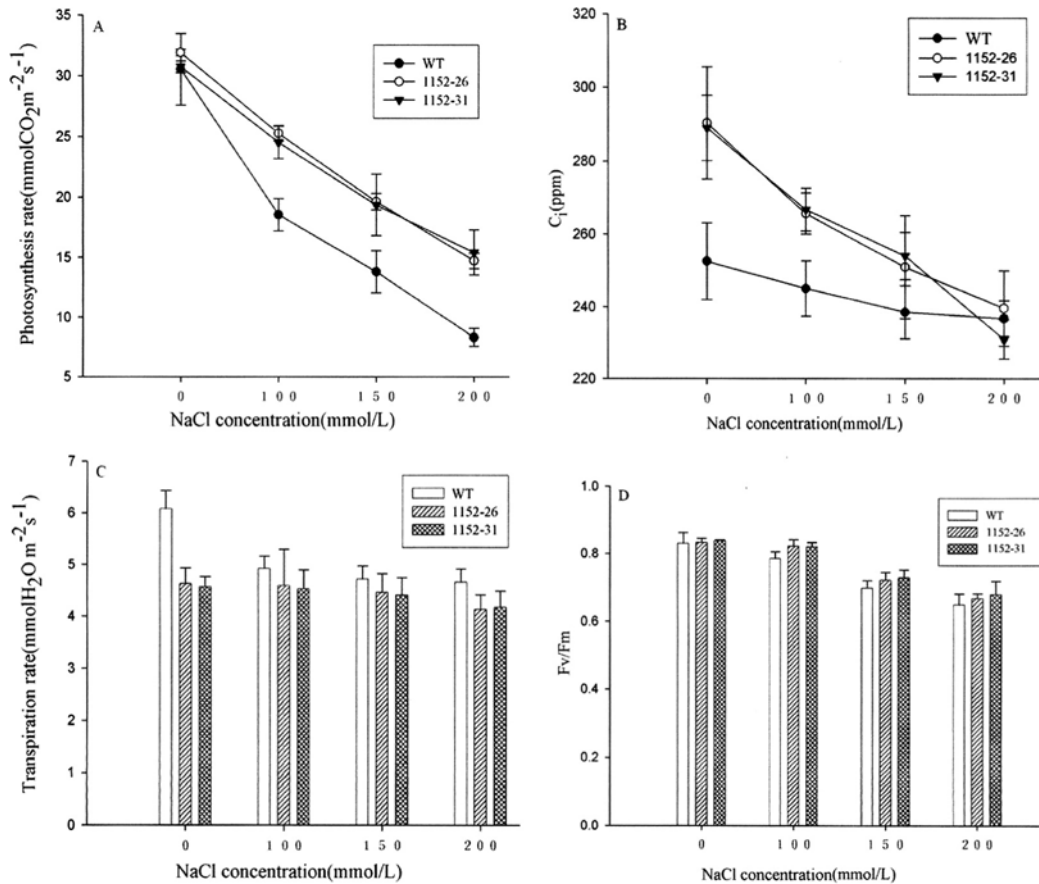 A
Photosynthesis rate(mmolCO₂m⁻²s⁻¹)
35
30
25
20
15
10
5
WT
1152-26
1152-31
0 100 150 200
NaCl concentration(mmol/L)
B
Cᵢ(ppm)
320
300
280
260
240
220
WT
1152-26
1152-31
0 100 150 200
NaCl concentration(mmol/L)
C
Transpiration rate(mmolH₂O m⁻²s⁻¹)
7
6
5
4
3
2
1
0
WT
1152-26
1152-31
0 100 150 200
NaCl concentration(mmol/L)
D
Fv/Fm
1.0
0.8
0.6
0.4
0.2
0.0
WT
1152-26
1152-31
0 100 150 200
NaCl concentration(mmol/L)